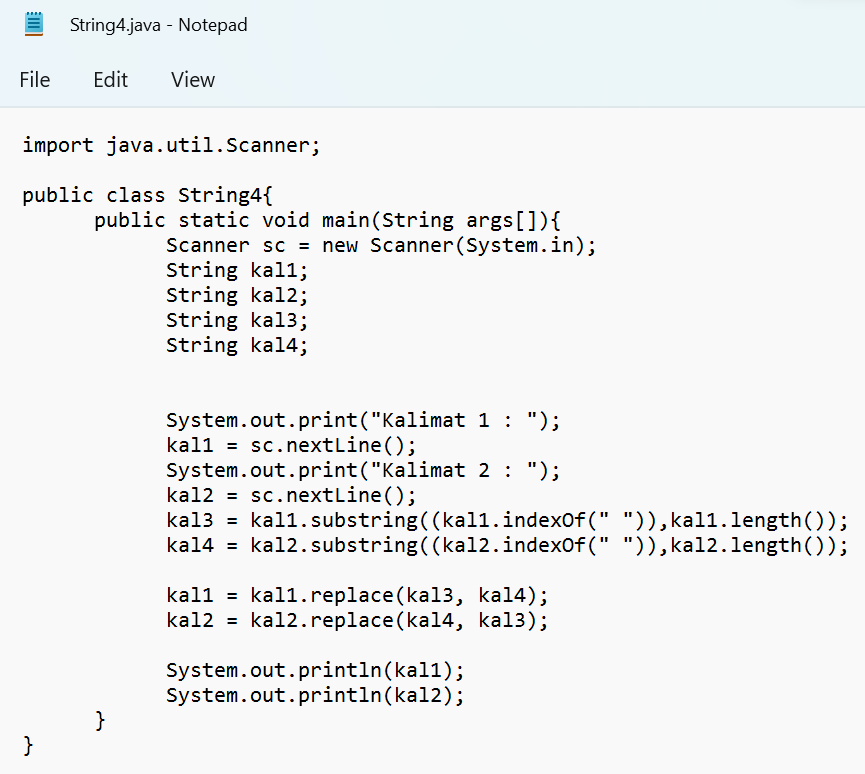 String4.java - Notepad
File Edit View
import java.util.Scanner;
public class String4{
public static void main(String args[]){
Scanner sc = new Scanner(System.in);
String kal1;
String kal2;
String kal3;
String kal4;
System.out.print("Kalimat 1 : ");
kal1 = sc.nextLine();
System.out.print("Kalimat 2 : ");
kal2 = sc.nextLine();
kal3 = kal1.substring((kal1.indexOf(" ")),kal1.length());
kal4 = kal2.substring((kal2.indexOf(" ")),kal2.length());
kal1 = kal1.replace(kal3, kal4);
kal2 = kal2.replace(kal4, kal3);
System.out.println(kal1);
System.out.println(kal2);
}
}